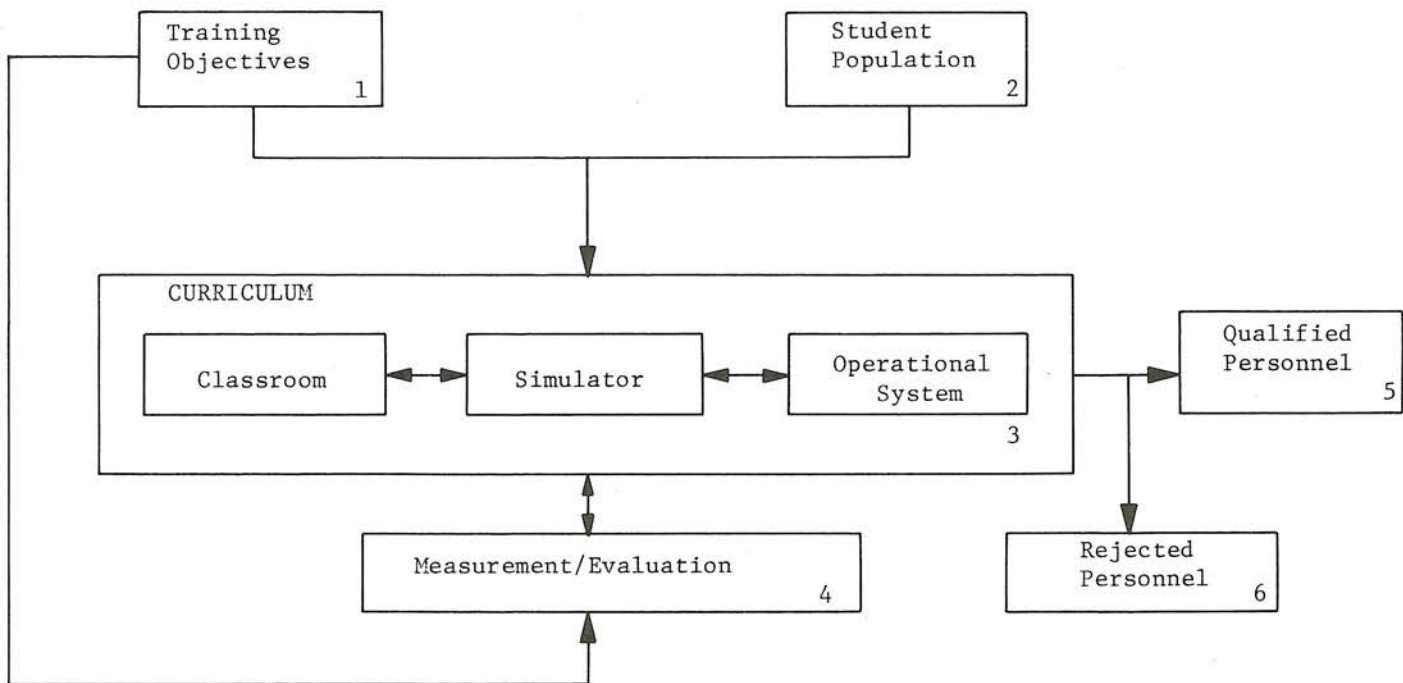 Training
Objectives
1
Student
Population
2
CURRICULUM
Classroom
Simulator
Operational
System
3
Qualified
Personnel
5
Measurement/Evaluation
4
Rejected
Personnel
6